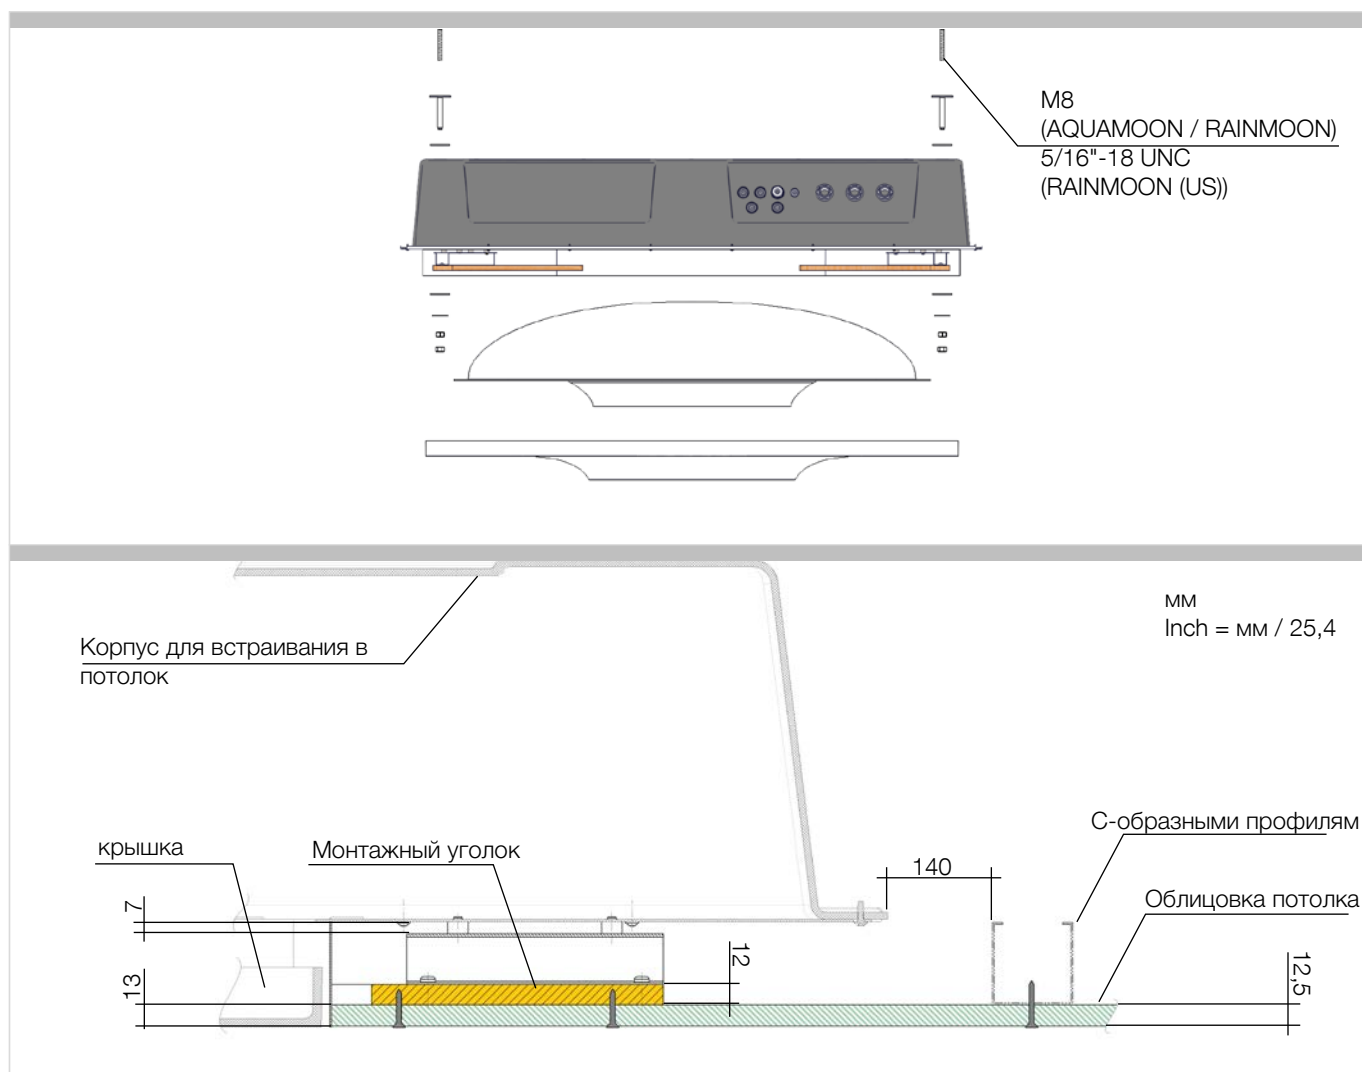 M8
(AQUAMOON / RAINMOON)
5/16"-18 UNC
(RAINMOON (US))
мм
Inch = мм / 25,4
Корпус для встраивания в
потолок
С-образными профилям
крышка
Монтажный уголок
140
Облицовка потолка
7
12
13
12,5